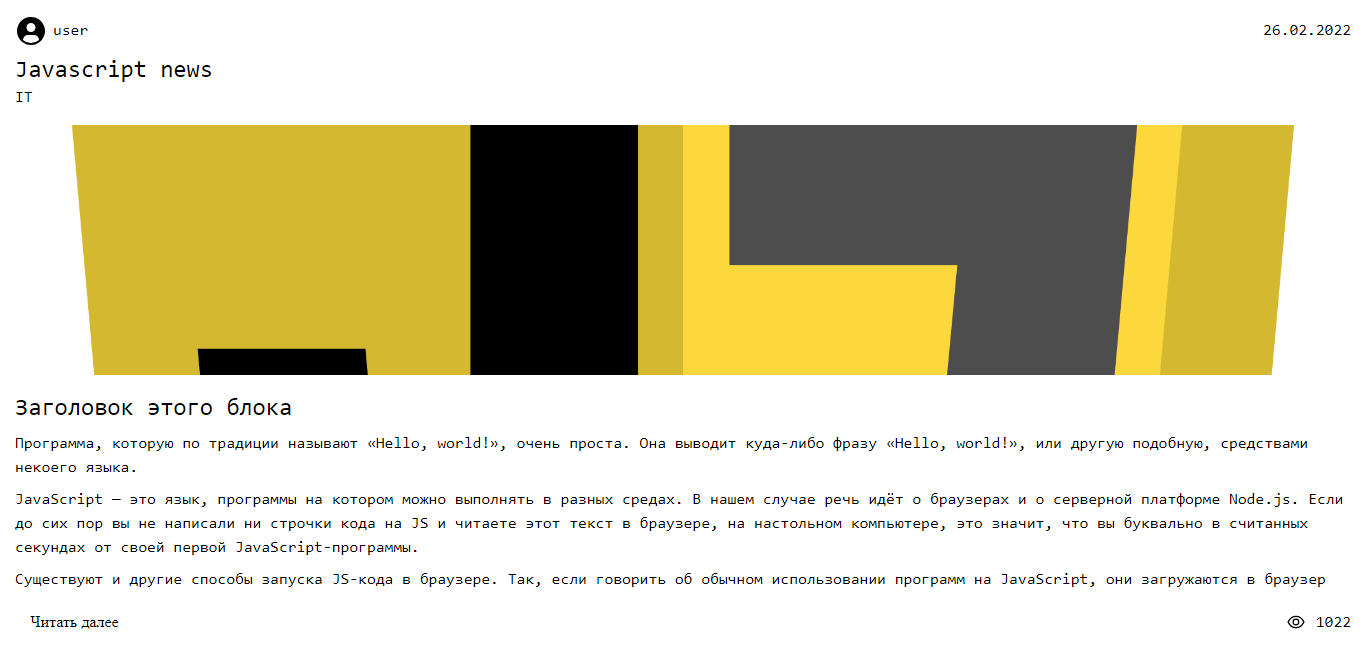 user
26.02.2022
Javascript news
IT
Заголовок этого блока
Программа, которую по традиции называют «Hello, world!», очень проста. Она выводит куда-либо фразу «Hello, world!», или другую подобную, средствами
некоего языка.
JavaScript — это язык, программы на котором можно выполнять в разных средах. В нашем случае речь идёт о браузерах и о серверной платформе Node.js. Если
до сих пор вы не написали ни строчки кода на JS и читаете этот текст в браузере, на настольном компьютере, это значит, что вы буквально в считанных
секундах от своей первой JavaScript-программы.
Существуют и другие способы запуска JS-кода в браузере. Так, если говорить об обычном использовании программ на JavaScript, они загружаются в браузер
Читать далее
1022